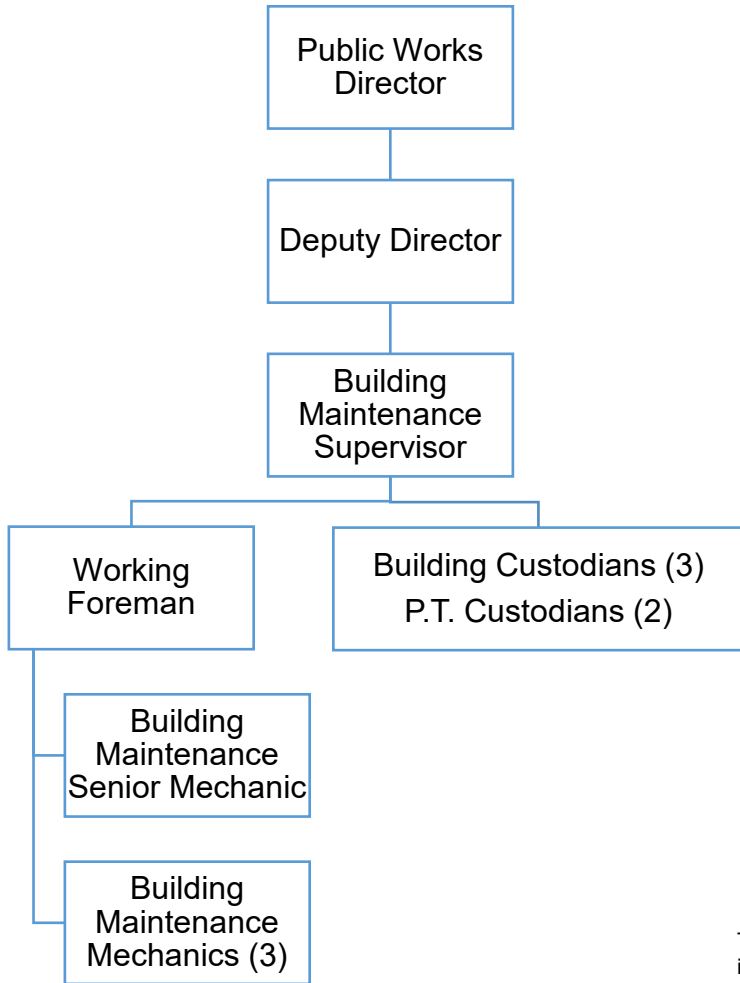 Public Works
Director
Deputy Director
Building
Maintenance
Supervisor
Working
Foreman
Building Custodians (3)
P.T. Custodians (2)
Building
Maintenance
Senior Mechanic
Building
Maintenance
Mechanics (3)